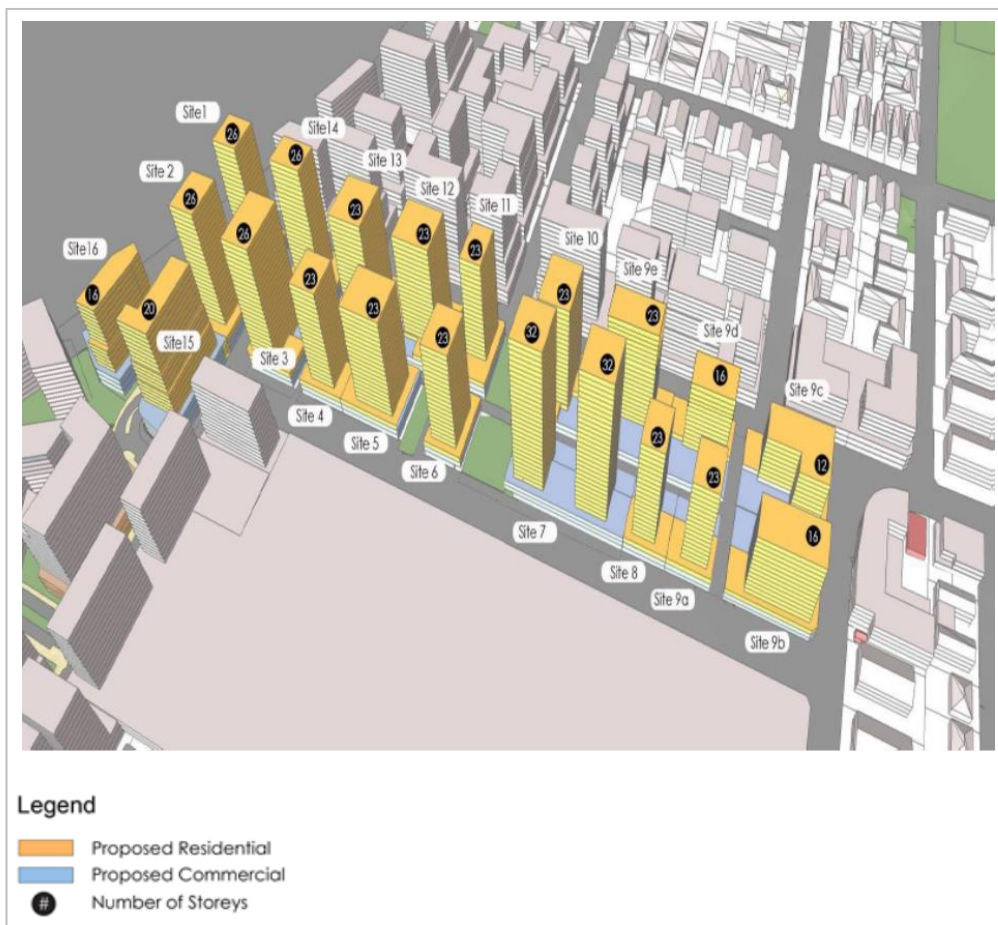 Site1
26
Site14
26
Site 2
Site 13
26
23
Site 12
26
23
Site 11
23
Site 10
Site16
16
20
23
23
23
Site 9e
23
Site15
23
32
32
Site 9d
16
Site 3
Site 9c
Site 4
Site 5
23
23
12
Site 6
Site 7
16
Site 8
Site 9a
Site 9b
Legend
Proposed Residential
Proposed Commercial
# Number of Storeys